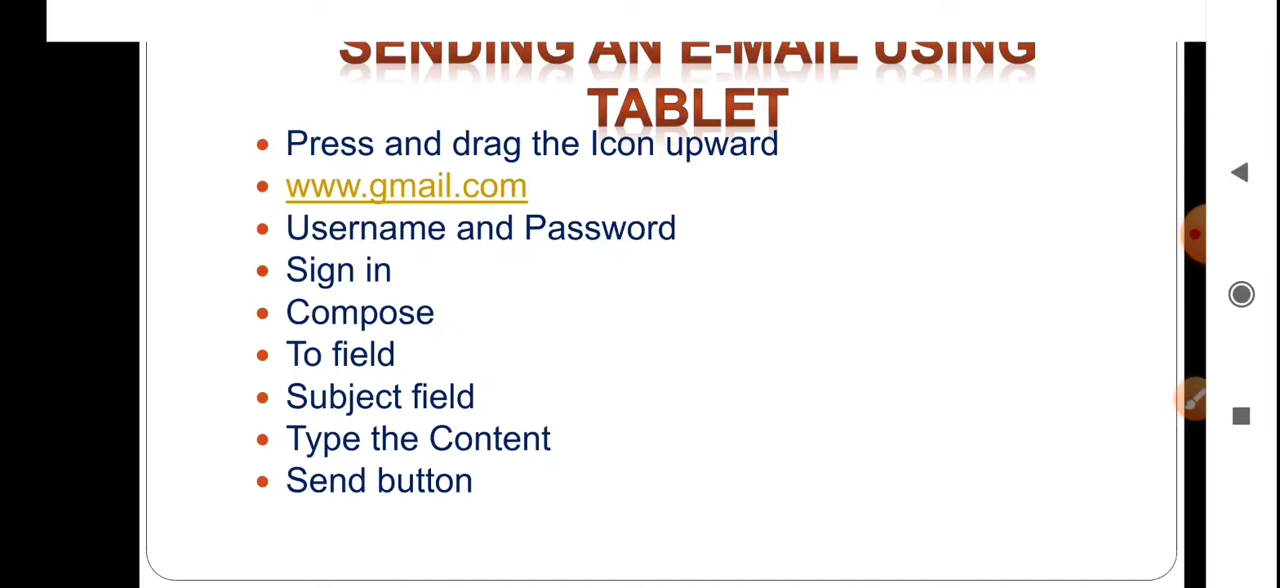 SENDING AN E-MAIL USING
TABLET
Press and drag the Icon upward
www.gmail.com
Username and Password
Sign in
Compose
To field
Subject field
Type the Content
Send button